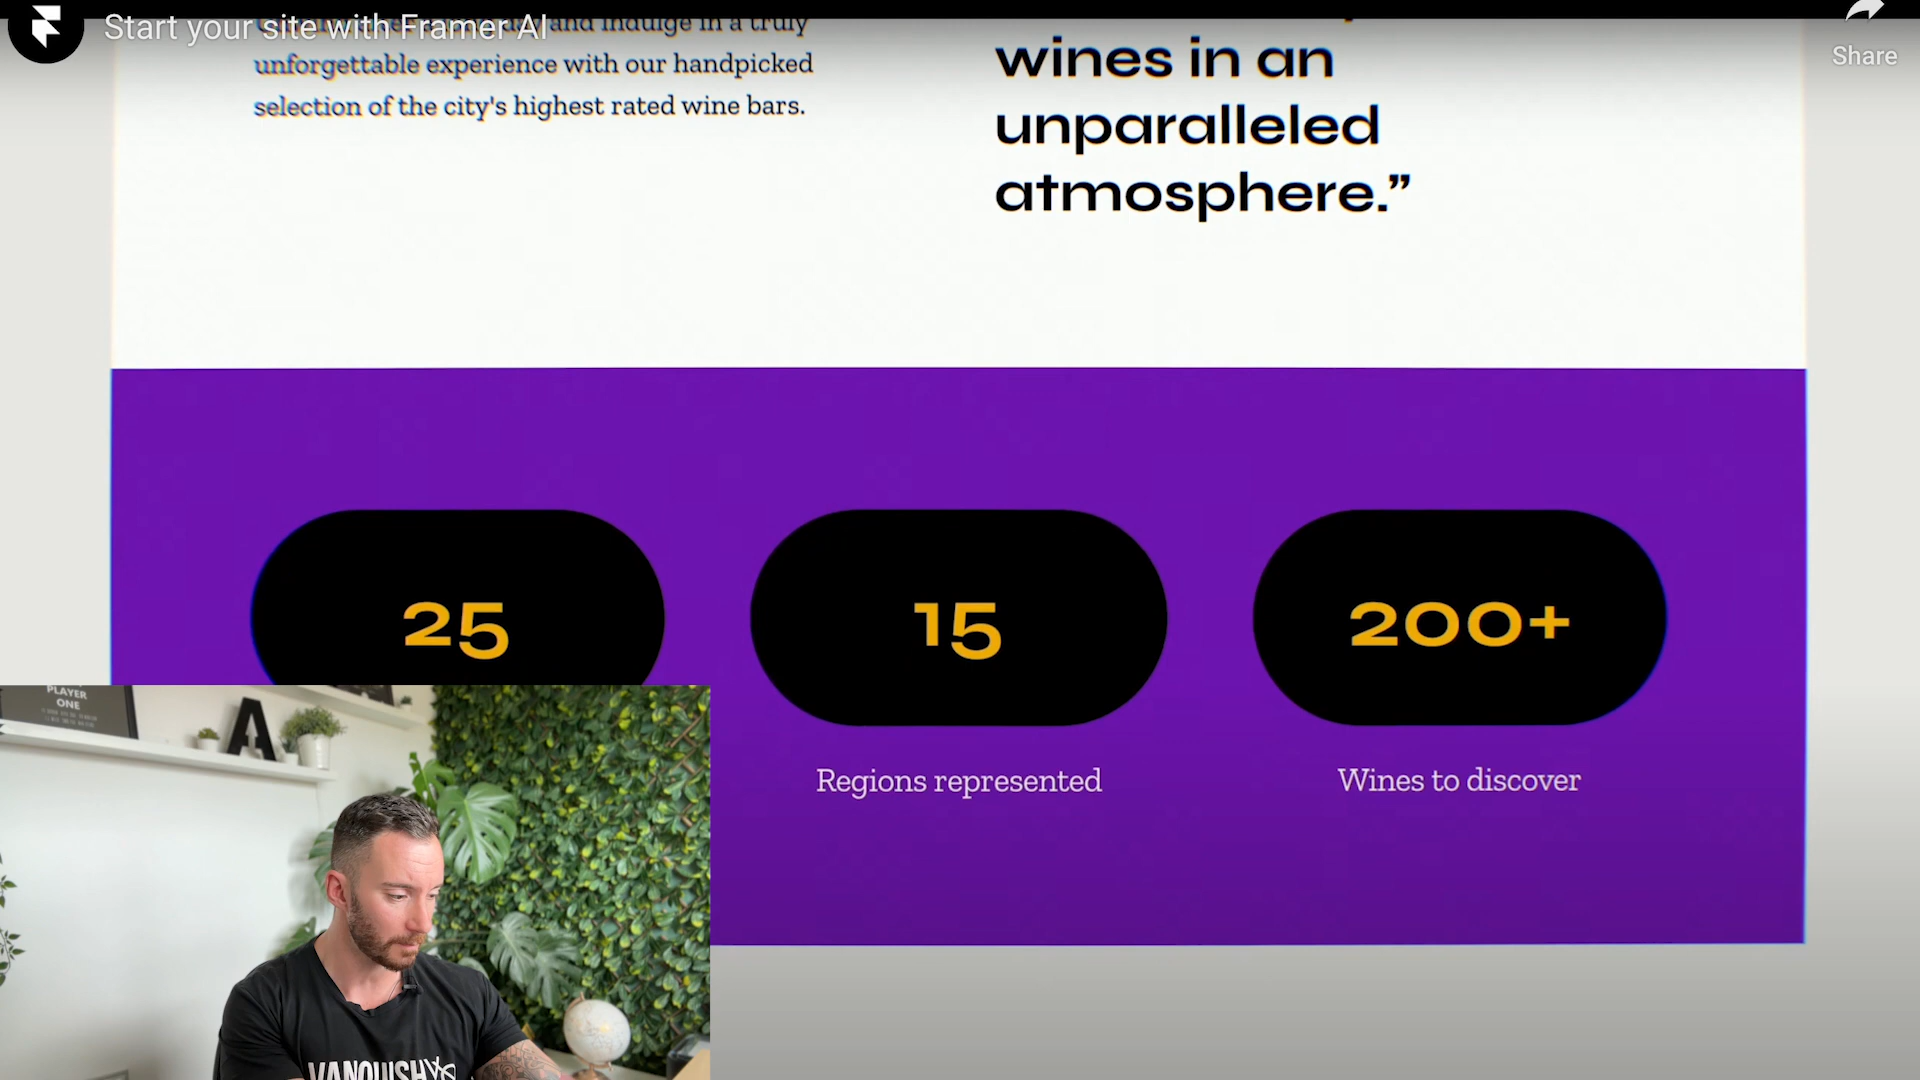 Start your site with Framer AI
Share
and indulge in a truly
unforgettable experience with our handpicked
selection of the city's highest rated wine bars.
wines in an
unparalleled
atmosphere.”
25
15
200+
Regions represented
Wines to discover
PLAYER
ONE
A
VANQUISH